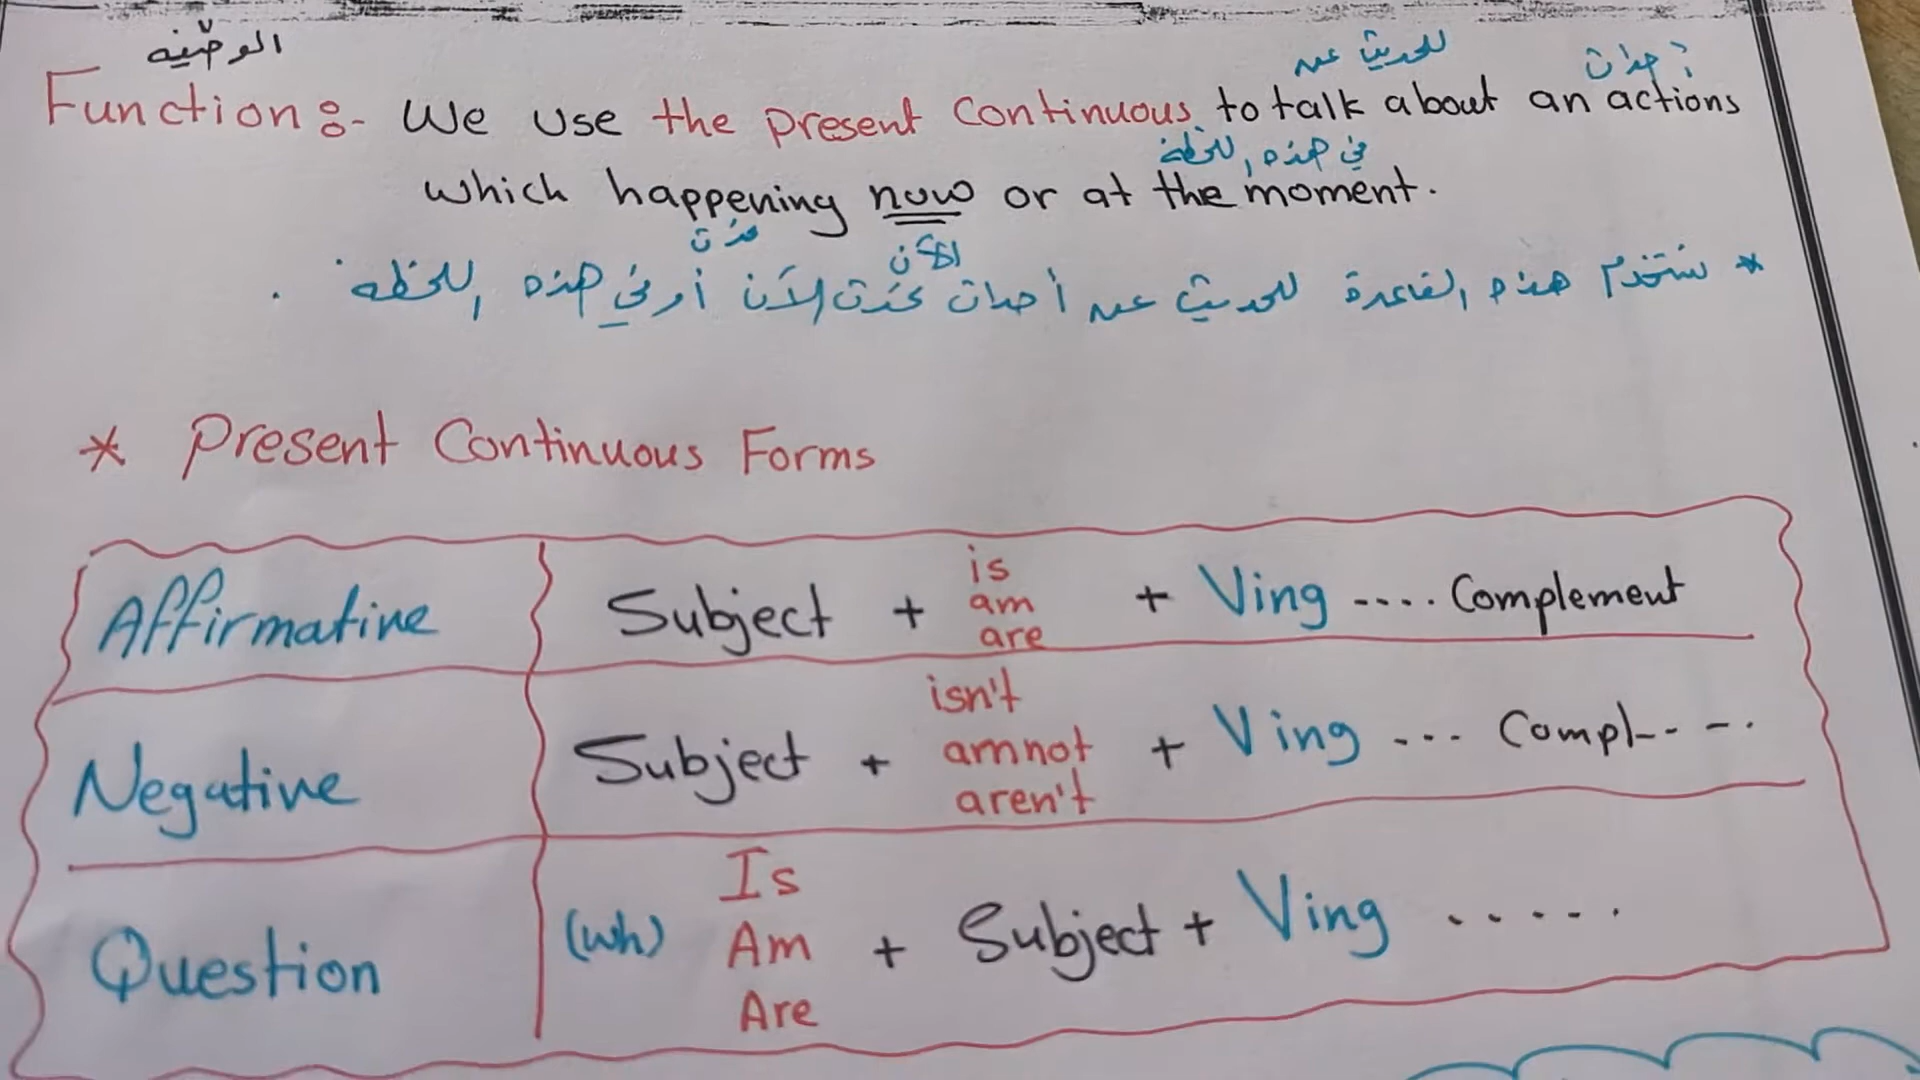 الوظيفة
للحديث عن أحداث
Function:- We use the present Continuous to talk about an actions
في هذه اللحظة
which happening now or at the moment.
تحدث الآن
* نستخدم هذه القاعدة للحديث عن أحداث تحدث الآن أو في هذه اللحظة.
* Present Continuous Forms
is
Affirmative Subject + am + Ving .... Complement
are
isn't
Negative Subject + am not + Ving ... Compl-- --.
aren't
Is
Question (wh) Am + Subject + Ving .....
Are